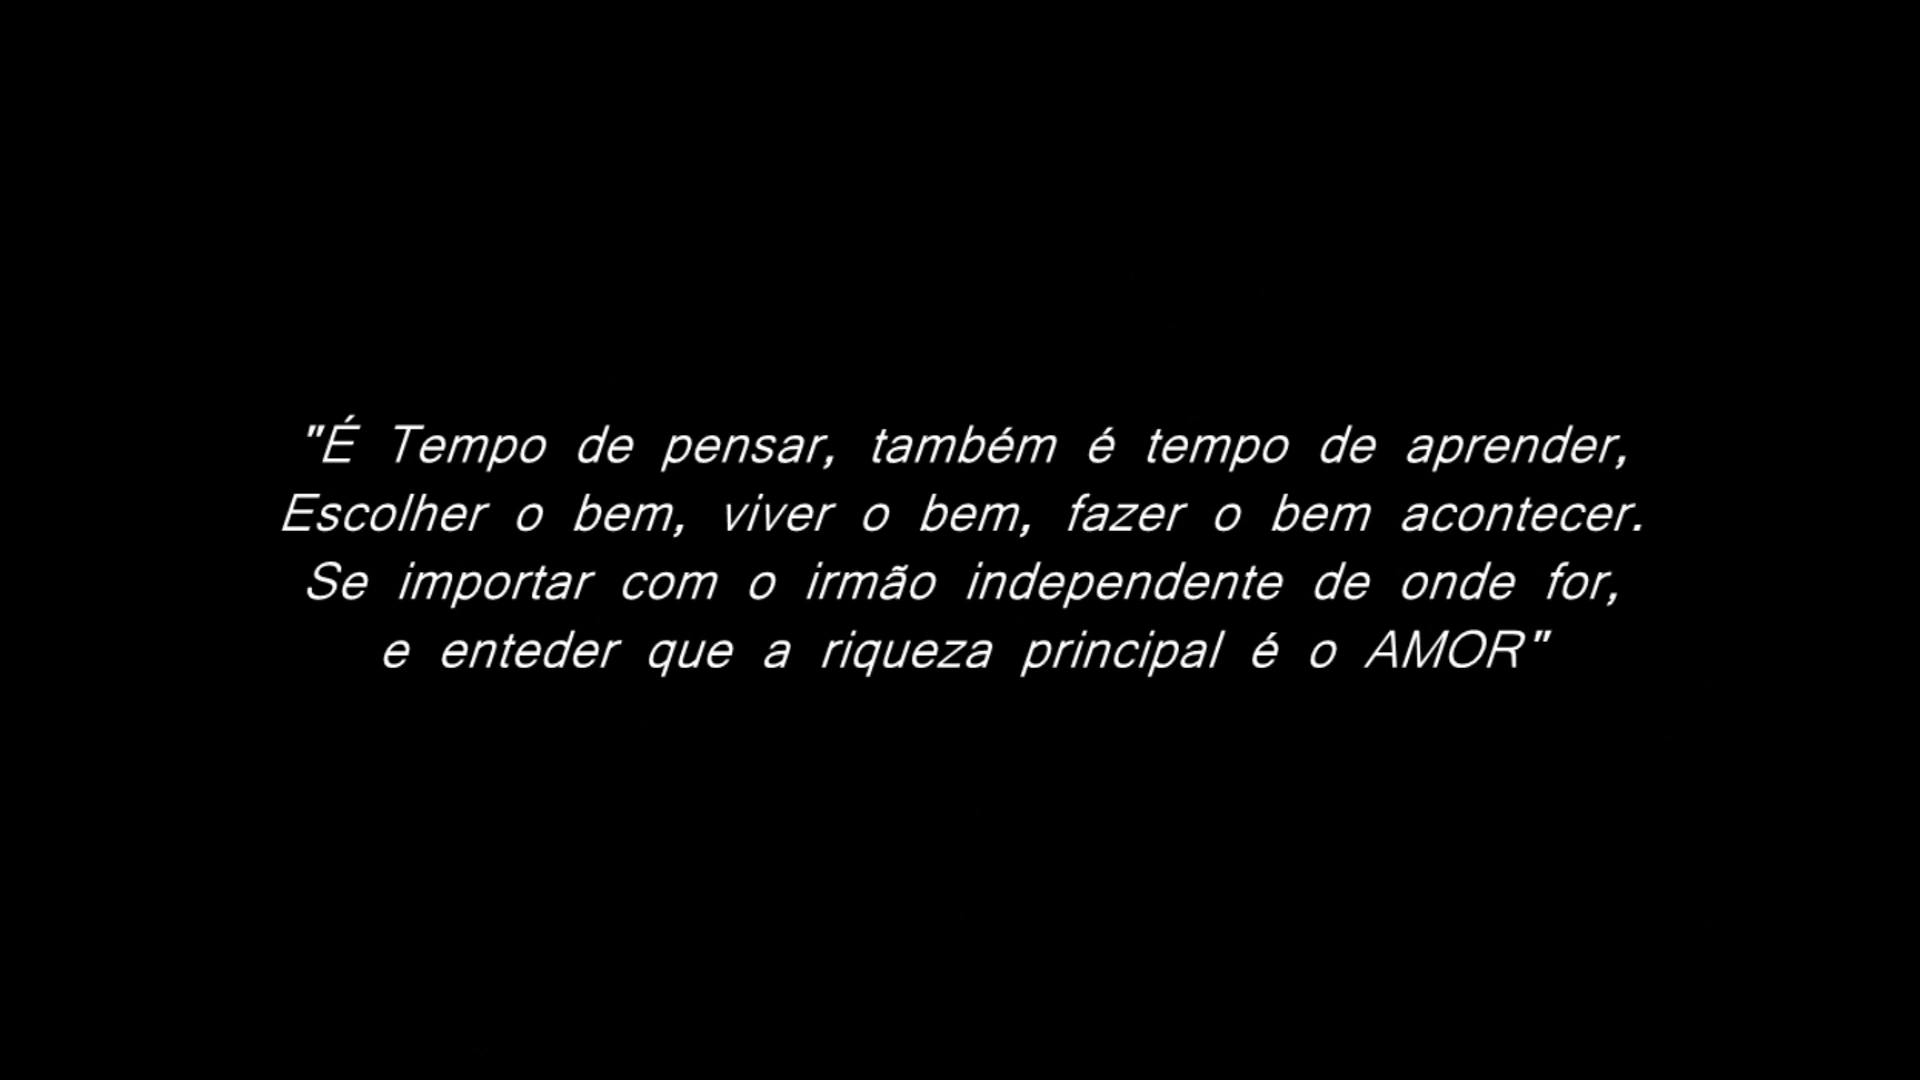 "É Tempo de pensar, também é tempo de aprender,
Escolher o bem, viver o bem, fazer o bem acontecer.
Se importar com o irmão independente de onde for,
e enteder que a riqueza principal é o AMOR"